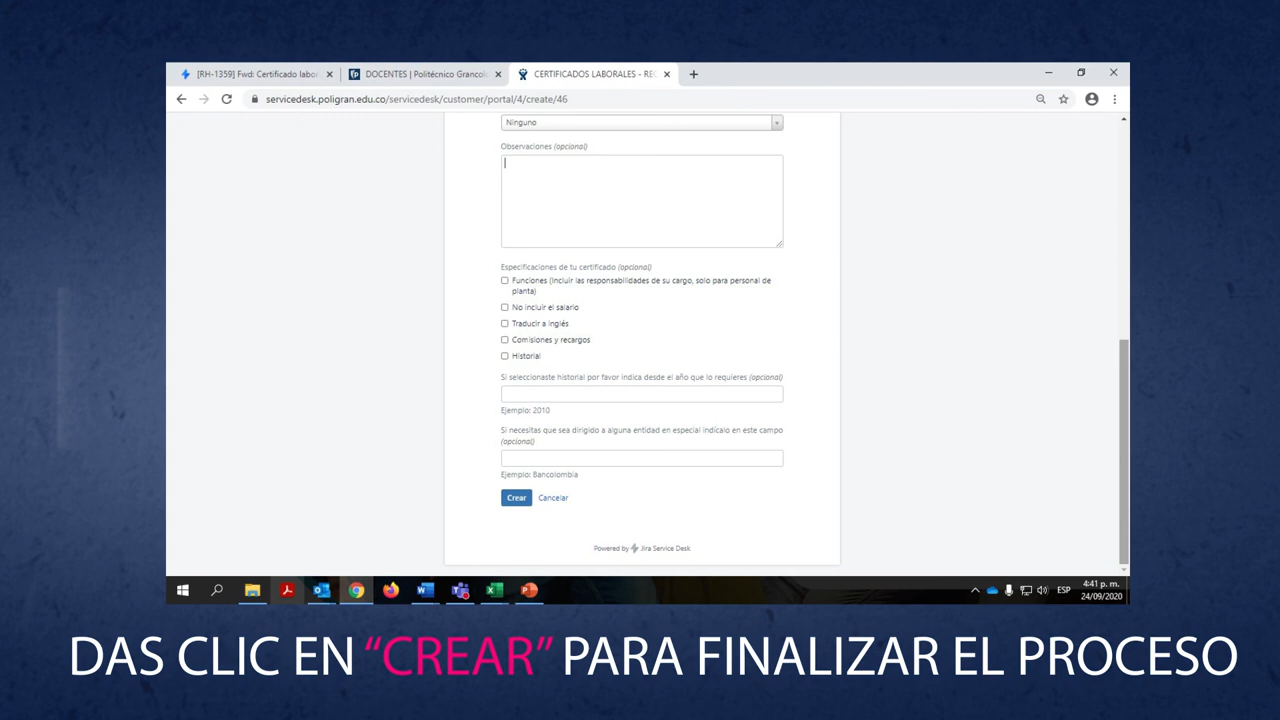 [RH-1359] Fwd: Certificado labor
DOCENTES | Politécnico Grancolo
CERTIFICADOS LABORALES - REC
servicedesk.poligran.edu.co/servicedesk/customer/portal/4/create/46
Ninguno
Observaciones (opcional)
Especificaciones de tu certificado (opcional)
Funciones (Incluir las responsabilidades de su cargo, solo para personal de
planta)
No incluir el salario
Traducir a inglés
Comisiones y recargos
Historial
Si seleccionaste historial por favor indica desde el año que lo requieres (opcional)
Ejemplo: 2010
Si necesitas que sea dirigido a alguna entidad en especial indícalo en este campo
(opcional)
Ejemplo: Bancolombia
Crear Cancelar
Powered by Jira Service Desk
ESP
4:41 p. m.
24/09/2020
DAS CLIC EN “CREAR” PARA FINALIZAR EL PROCESO